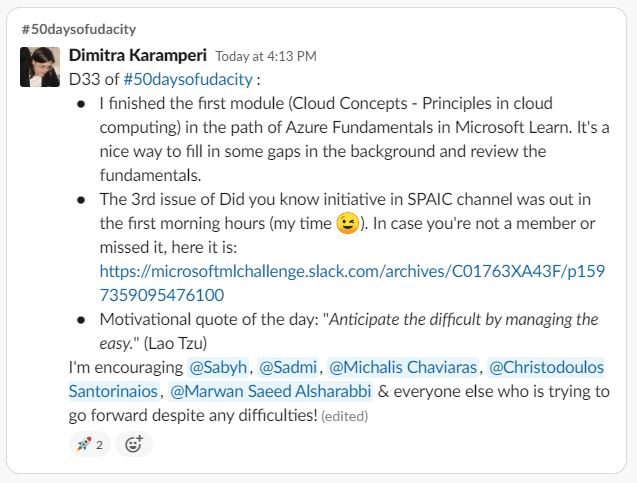 #50daysofudacity
Dimitra Karamperi Today at 4:13 PM
D33 of #50daysofudacity :
• I finished the first module (Cloud Concepts - Principles in cloud
computing) in the path of Azure Fundamentals in Microsoft Learn. It's a
nice way to fill in some gaps in the background and review the
fundamentals.
• The 3rd issue of Did you know initiative in SPAIC channel was out in
the first morning hours (my time 😉). In case you're not a member or
missed it, here it is:
https://microsoftmlchallenge.slack.com/archives/C01763XA43F/p159
7359095476100
• Motivational quote of the day: "Anticipate the difficult by managing the
easy." (Lao Tzu)
I'm encouraging @Sabyh, @Sadmi, @Michalis Chaviaras, @Christodoulos
Santorinaios, @Marwan Saeed Alsharabbi & everyone else who is trying to
go forward despite any difficulties! (edited)
🚀 2